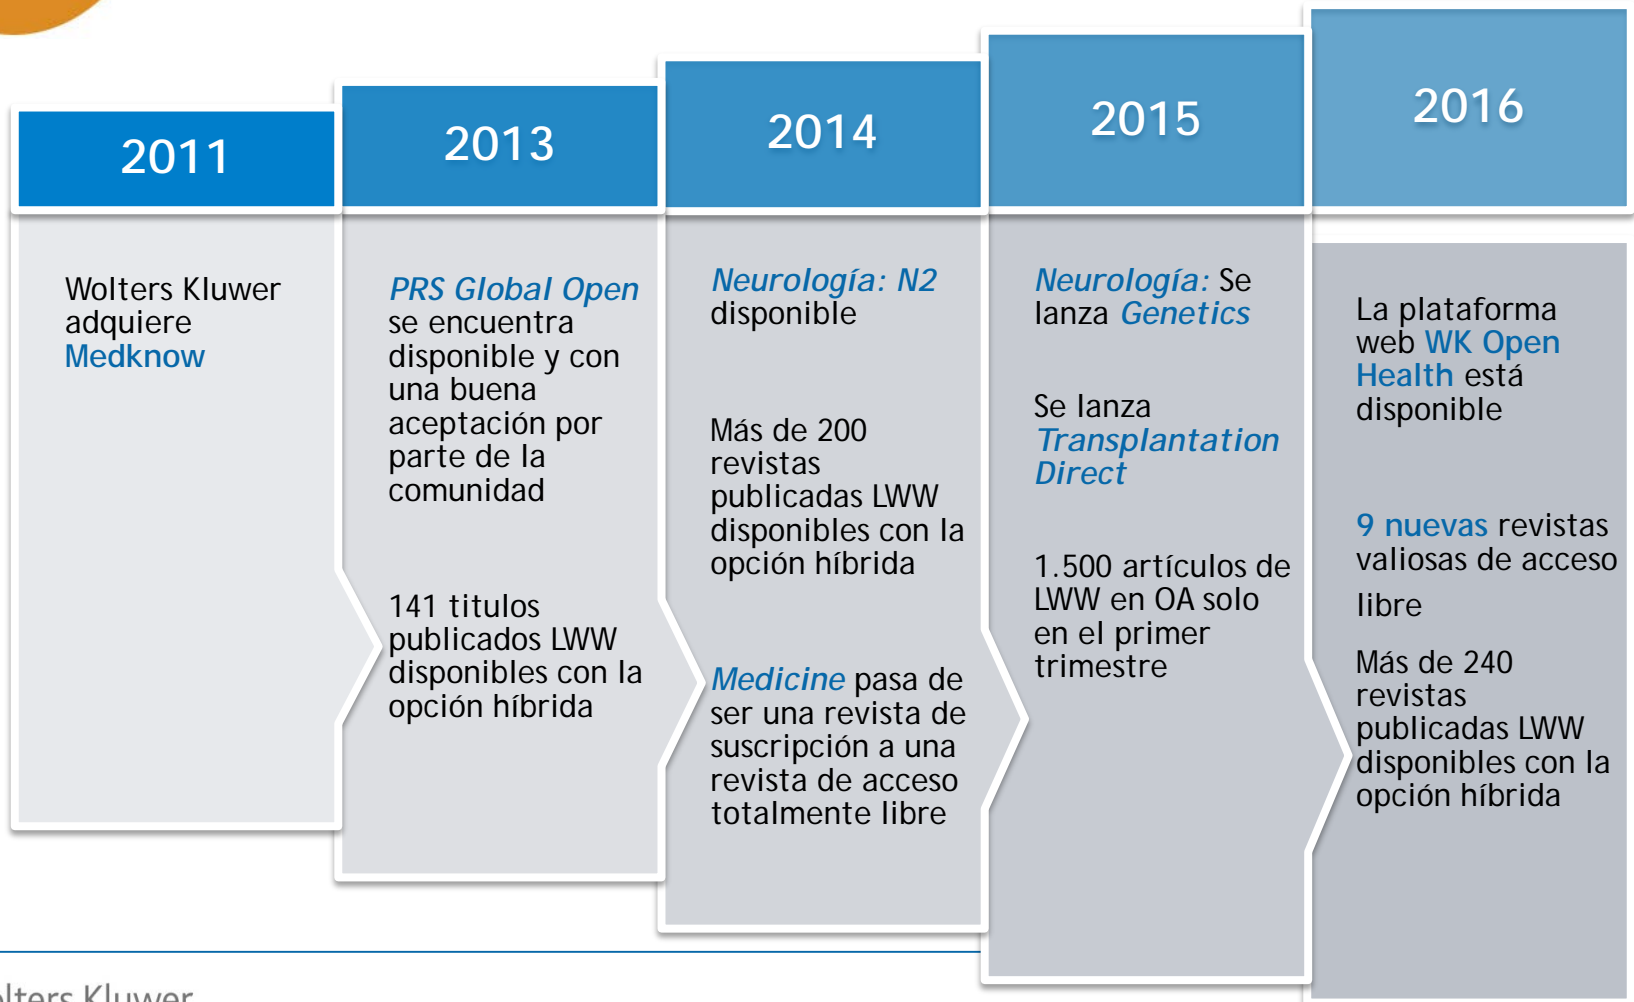 2011
Wolters Kluwer
adquiere
Medknow
2013
PRS Global Open
se encuentra
disponible y con
una buena
aceptación por
parte de la
comunidad
141 titulos
publicados LWW
disponibles con la
opción híbrida
2014
Neurología: N2
disponible
Más de 200
revistas
publicadas LWW
disponibles con la
opción híbrida
Medicine pasa de
ser una revista de
suscripción a una
revista de acceso
totalmente libre
2015
Neurología: Se
lanza Genetics
Se lanza
Transplantation
Direct
1.500 artículos de
LWW en OA solo
en el primer
trimestre
2016
La plataforma
web WK Open
Health está
disponible
9 nuevas revistas
valiosas de acceso
libre
Más de 240
revistas
publicadas LWW
disponibles con la
opción híbrida
olters Kluwer